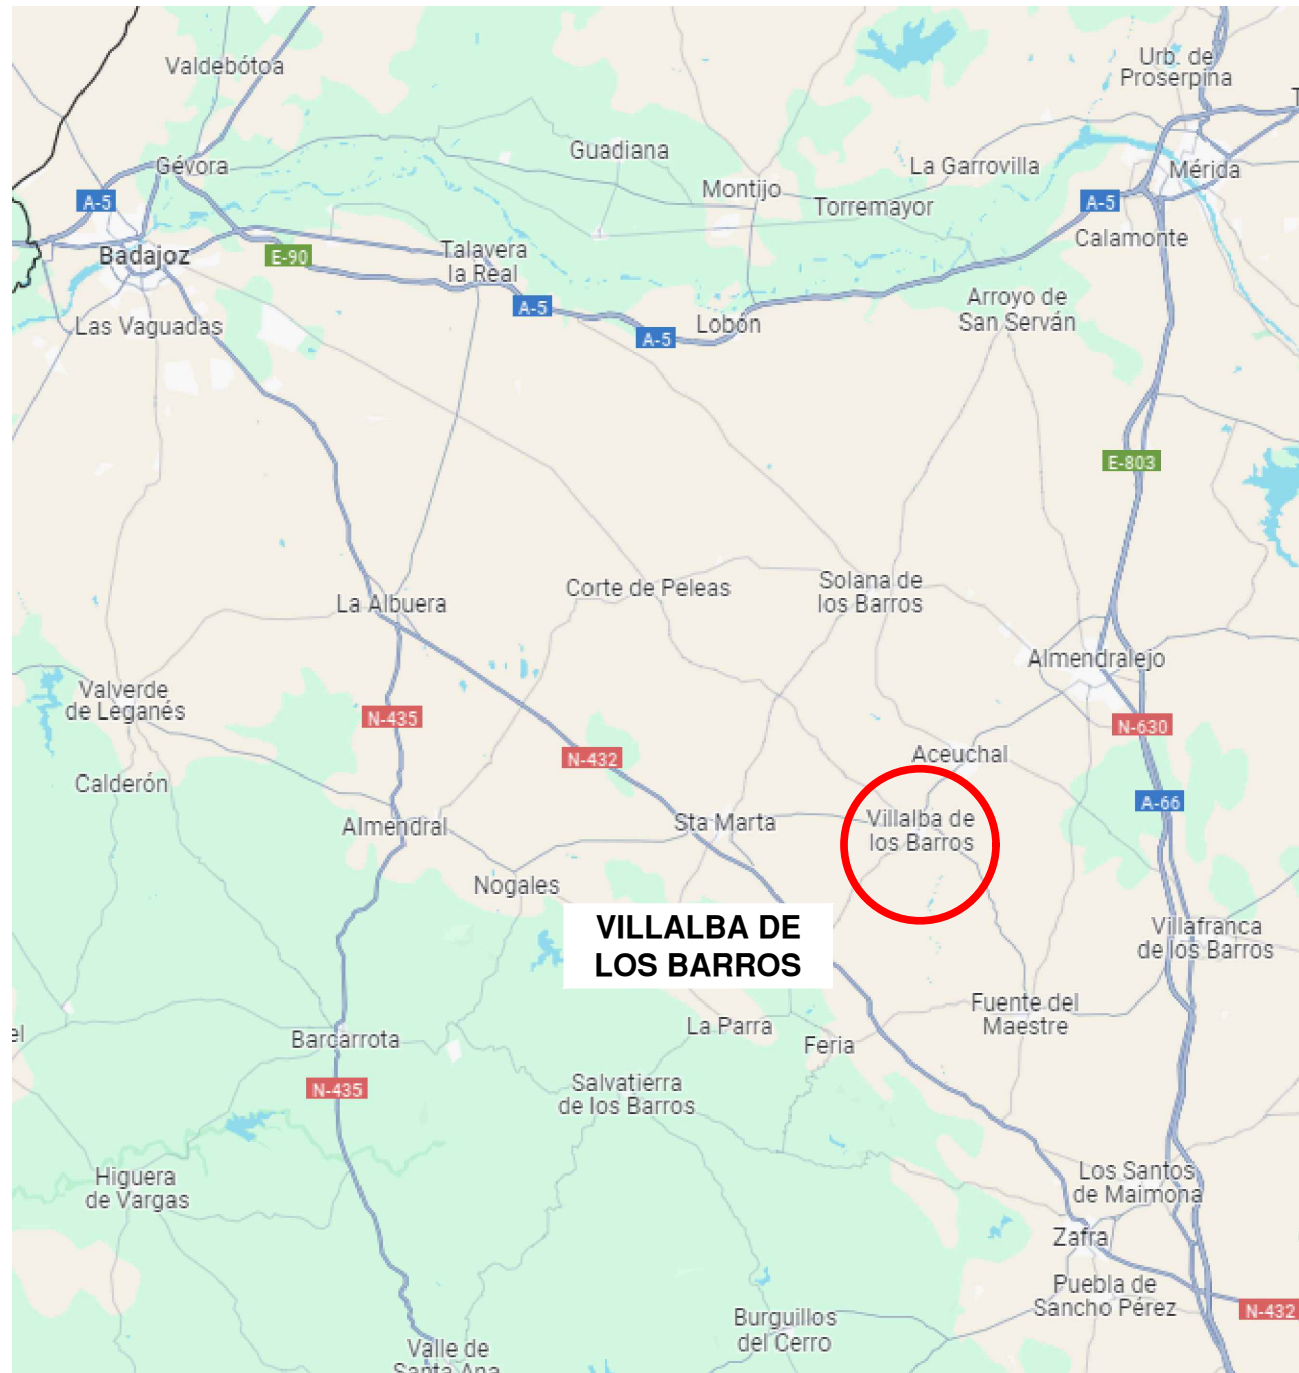 Valdebótoa
Urb. de
Proserpina
Gévora
Guadiana
La Garrovilla
Mérida
Montijo
Torremayor
A-5
A-5
Calamonte
Badajoz
E-90
Talavera
la Real
A-5
Arroyo de
San Serván
Las Vaguadas
Lobón
A-5
E-803
La Albuera
Corte de Peleas
Solana de
los Barros
Almendralejo
Valverde
de Leganés
N-435
N-630
N-432
Aceuchal
Calderón
A-66
Almendral
Sta Marta
Villalba de
los Barros
Nogales
VILLALBA DE
LOS BARROS
Villafranca
de los Barros
Fuente del
Maestre
La Parra
Feria
el
Barcarrota
N-435
Salvatierra
de los Barros
Higuera
de Vargas
Los Santos
de Maimona
Zafra
Puebla de
Sancho Pérez
N-432
Burguillos
del Cerro
Valle de
Santa Ana